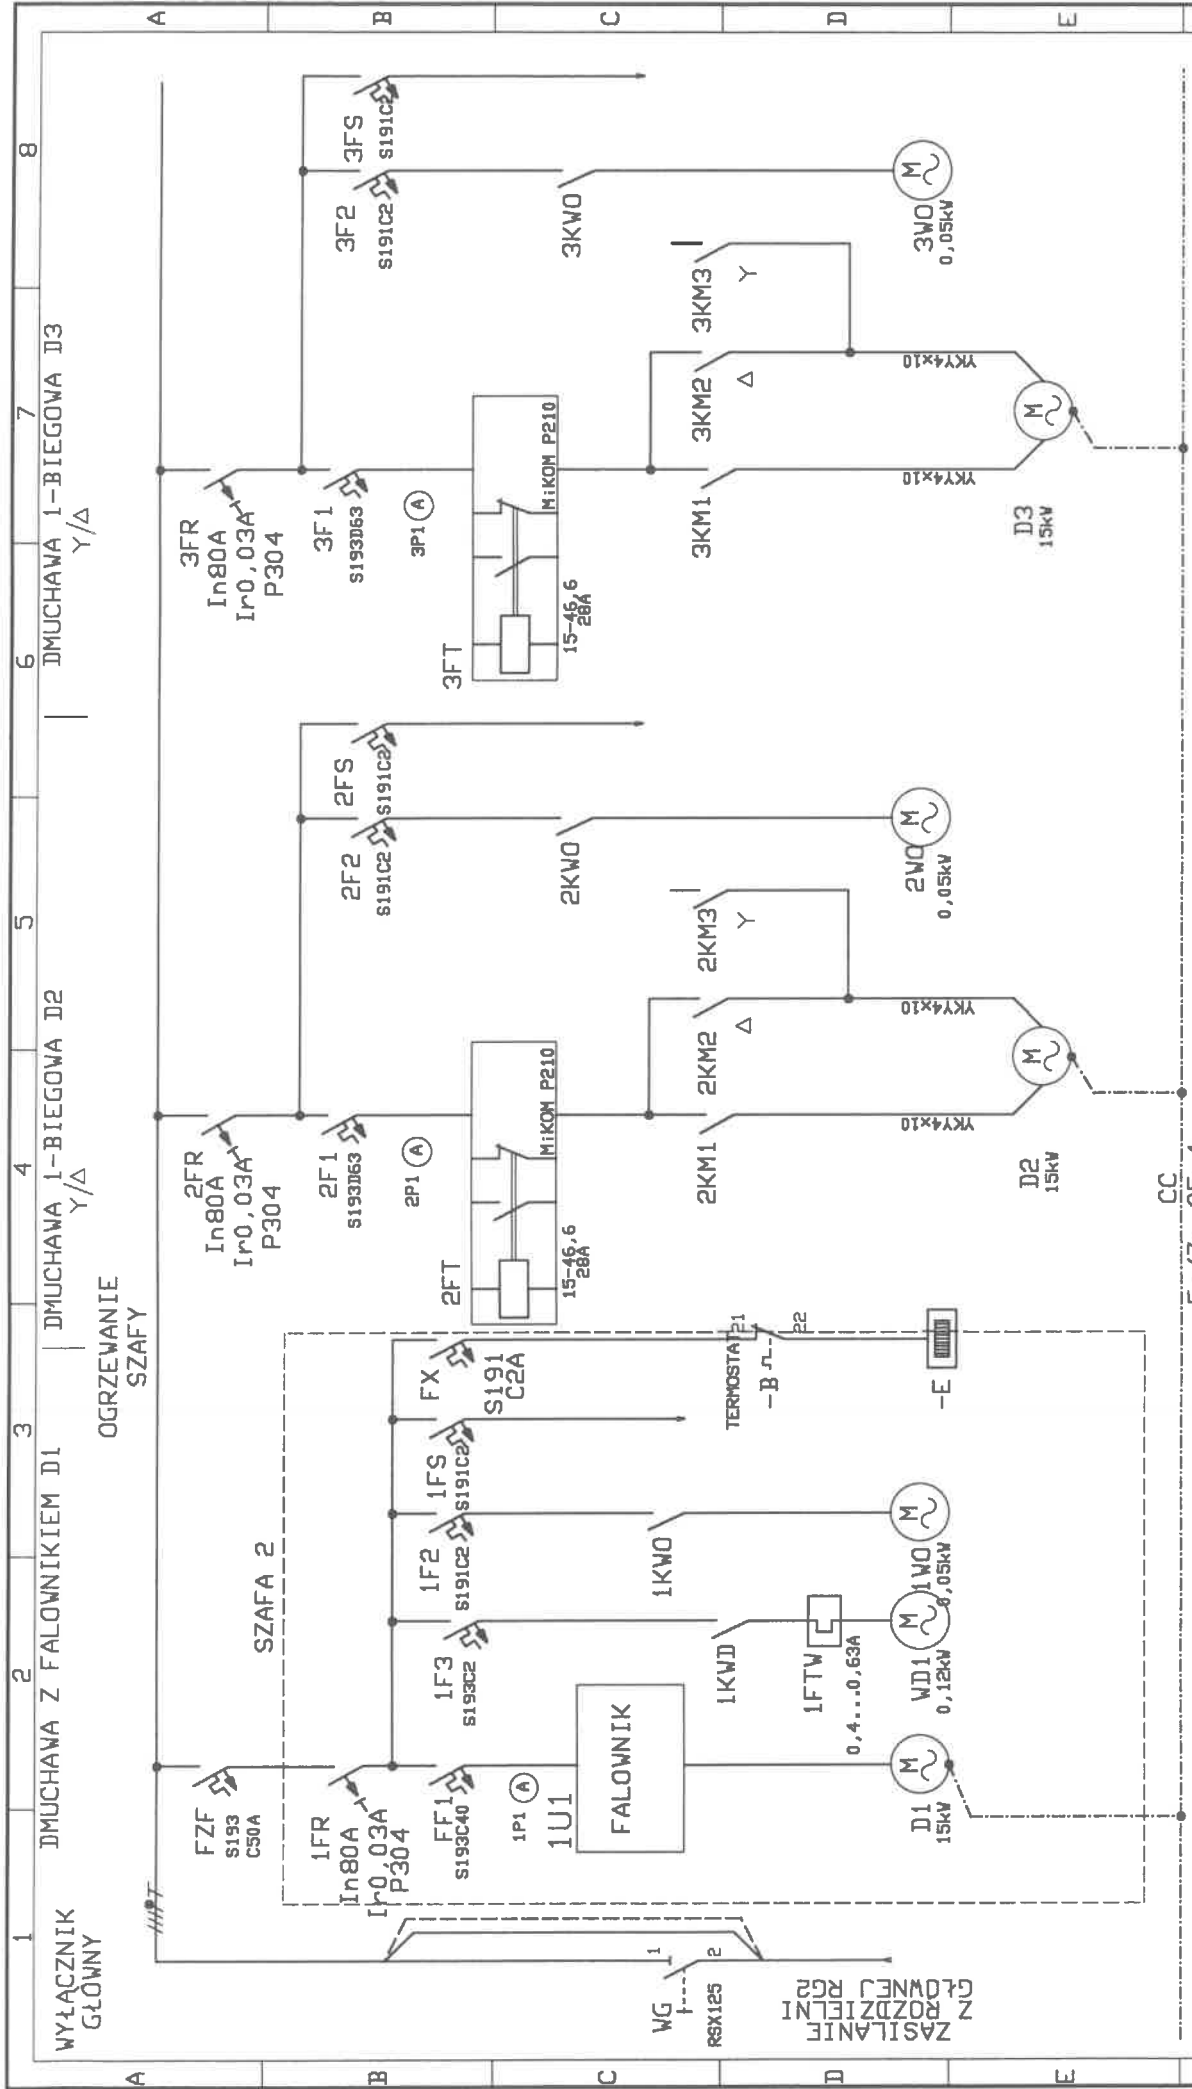 1
2
3
4
5
6
7
8
WYŁĄCZNIK
GŁÓWNY
DMUCHAWA Z FALOWNIKIEM D1
OGRZEWANIE
SZAFY
DMUCHAWA 1-BIEGOWA D2
Y/Δ
DMUCHAWA 1-BIEGOWA D3
Y/Δ
A
B
C
D
E
A
B
C
D
E
FZF
S193
C50A
SZAFA 2
1FR
In80A
Ir0,03A
P304
FF1
S193C40
1P1
A
1U1
FALOWNIK
D1
15kW
M
1F3
S193C2
1KWD
1FTW
0,4...0,63A
WD1
0,12kW
M
1F2
S191C2
1KWO
1WO
0,05kW
M
1FS
S191C2
FX
S191
C2A
TERMOSTAT
21
22
-B
-E
WG
1
2
RSX125
ZASILANIE
Z ROZDZIELNI
GŁÓWNEJ RG2
2FR
In80A
Ir0,03A
P304
2F1
S193D63
2P1
A
2FT
MiKOM P210
15-46,6
28A
2KM1
2KM2
Δ
2KM3
Y
YKY4x10
YKY4x10
D2
15kW
M
2F2
S191C2
2FS
S191C2
2KWO
2WO
0,05kW
M
3FR
In80A
Ir0,03A
P304
3F1
S193D63
3P1
A
3FT
MiKOM P210
15-46,6
28A
3KM1
3KM2
Δ
3KM3
Y
YKY4x10
YKY4x10
D3
15kW
M
3F2
S191C2
3FS
S191C2
3KWO
3WO
0,05kW
M
CC